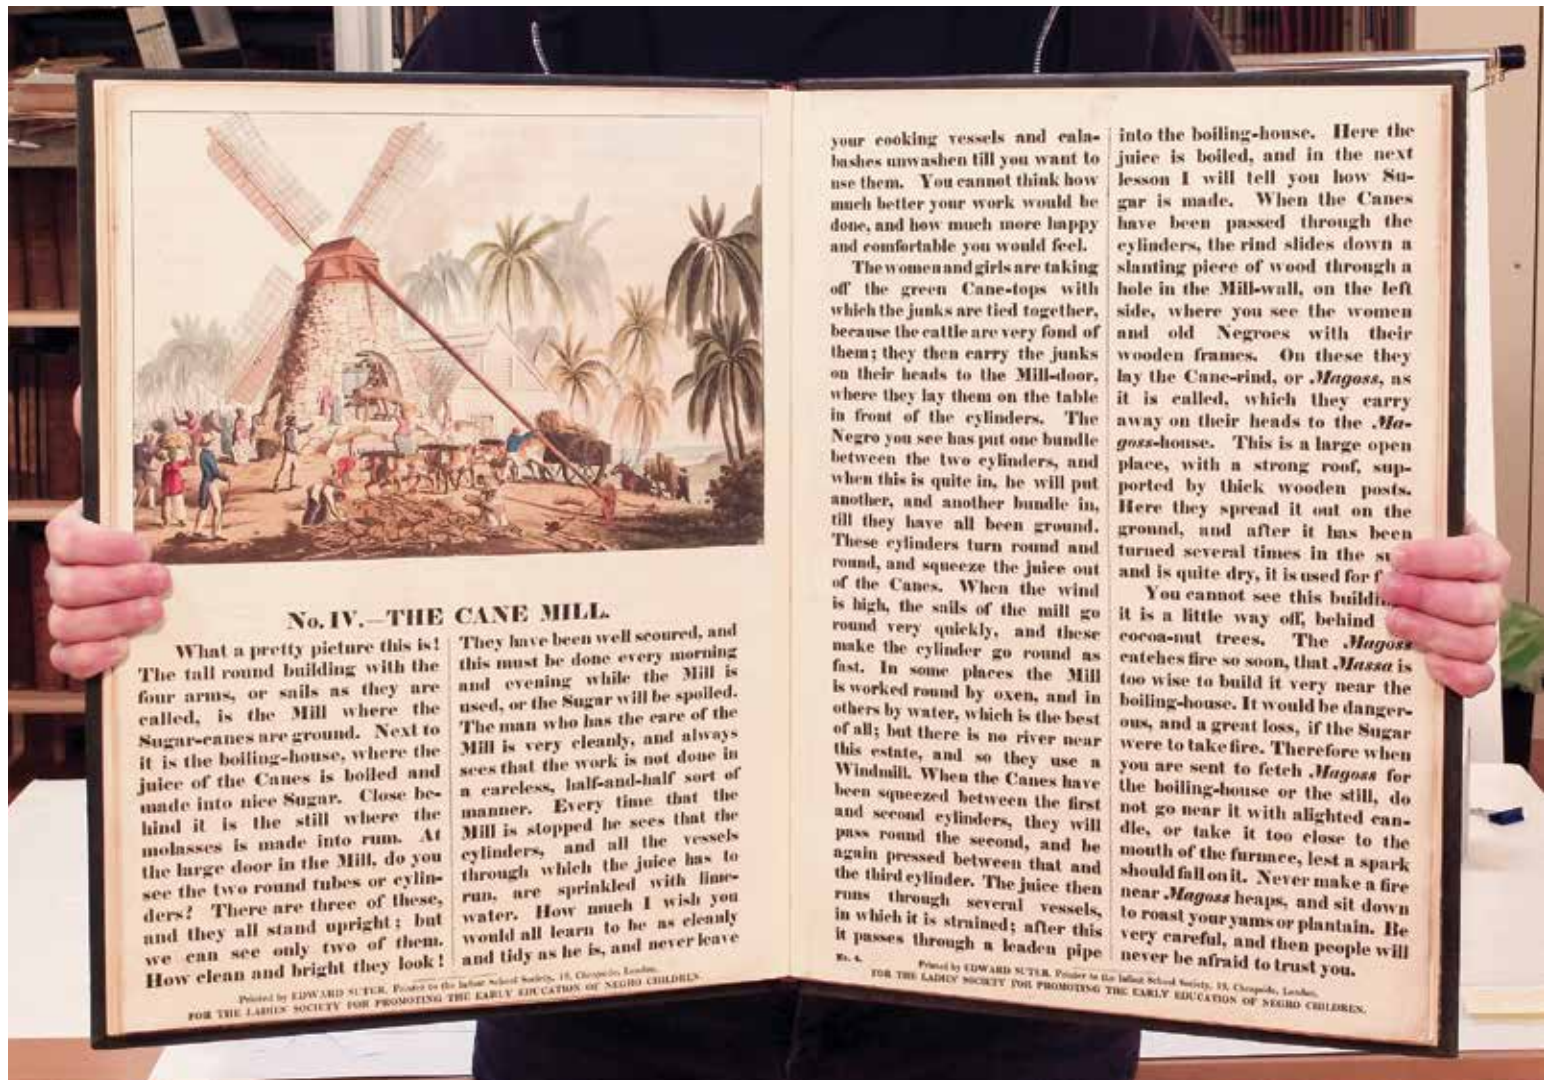 No. IV.—THE CANE MILL.
What a pretty picture this is!
The tall round building with the
four arms, or sails as they are
called, is the Mill where the
Sugar-canes are ground. Next to
it is the boiling-house, where the
juice of the Canes is boiled and
made into nice Sugar. Close be-
hind it is the still where the
molasses is made into rum. At
the large door in the Mill, do you
see the two round tubes or cylin-
ders? There are three of these,
and they all stand upright; but
we can see only two of them.
How clean and bright they look!
They have been well scoured, and
this must be done every morning
and evening while the Mill is
used, or the Sugar will be spoiled.
The man who has the care of the
Mill is very cleanly, and always
sees that the work is not done in
a careless, half-and-half sort of
manner. Every time that the
Mill is stopped he sees that the
cylinders, and all the vessels
through which the juice has to
run, are sprinkled with lime-
water. How much I wish you
would all learn to be as cleanly
and tidy as he is, and never leave
Printed by EDWARD SUTER, Printer to the Infant School Society, 19, Cheapside, London,
FOR THE LADIES' SOCIETY FOR PROMOTING THE EARLY EDUCATION OF NEGRO CHILDREN.
your cooking vessels and cala-
bashes unwashen till you want to
use them. You cannot think how
much better your work would be
done, and how much more happy
and comfortable you would feel.
The women and girls are taking
off the green Cane-tops with
which the junks are tied together,
because the cattle are very fond of
them; they then carry the junks
on their heads to the Mill-door,
where they lay them on the table
in front of the cylinders. The
Negro you see has put one bundle
between the two cylinders, and
when this is quite in, he will put
another, and another bundle in,
till they have all been ground.
These cylinders turn round and
round, and squeeze the juice out
of the Canes. When the wind
is high, the sails of the mill go
round very quickly, and these
make the cylinder go round as
fast. In some places the Mill
is worked round by oxen, and in
others by water, which is the best
of all; but there is no river near
this estate, and so they use a
Windmill. When the Canes have
been squeezed between the first
and second cylinders, they will
pass round the second, and be
again pressed between that and
the third cylinder. The juice then
runs through several vessels,
in which it is strained; after this
it passes through a leaden pipe
into the boiling-house. Here the
juice is boiled, and in the next
lesson I will tell you how Su-
gar is made. When the Canes
have been passed through the
cylinders, the rind slides down a
slanting piece of wood through a
hole in the Mill-wall, on the left
side, where you see the women
and old Negroes with their
wooden frames. On these they
lay the Cane-rind, or Magoss, as
it is called, which they carry
away on their heads to the Ma-
goss-house. This is a large open
place, with a strong roof, sup-
ported by thick wooden posts.
Here they spread it out on the
ground, and after it has been
turned several times in the
and is quite dry, it is used for
You cannot see this
it is a little way off, behind
cocoa-nut trees. The Magoss
catches fire so soon, that Massa is
too wise to build it very near the
boiling-house. It would be danger-
ous, and a great loss, if the Sugar
were to take fire. Therefore when
you are sent to fetch Magoss for
the boiling-house or the still, do
not go near it with alighted can-
dle, or take it too close to the
mouth of the furnace, lest a spark
should fall on it. Never make a fire
near Magoss heaps, and sit down
to roast your yams or plantain. Be
very careful, and then people will
never be afraid to trust you.
No. 4.
Printed by EDWARD SUTER, Printer to the Infant School Society, 19, Cheapside, London,
FOR THE LADIES' SOCIETY FOR PROMOTING THE EARLY EDUCATION OF NEGRO CHILDREN.